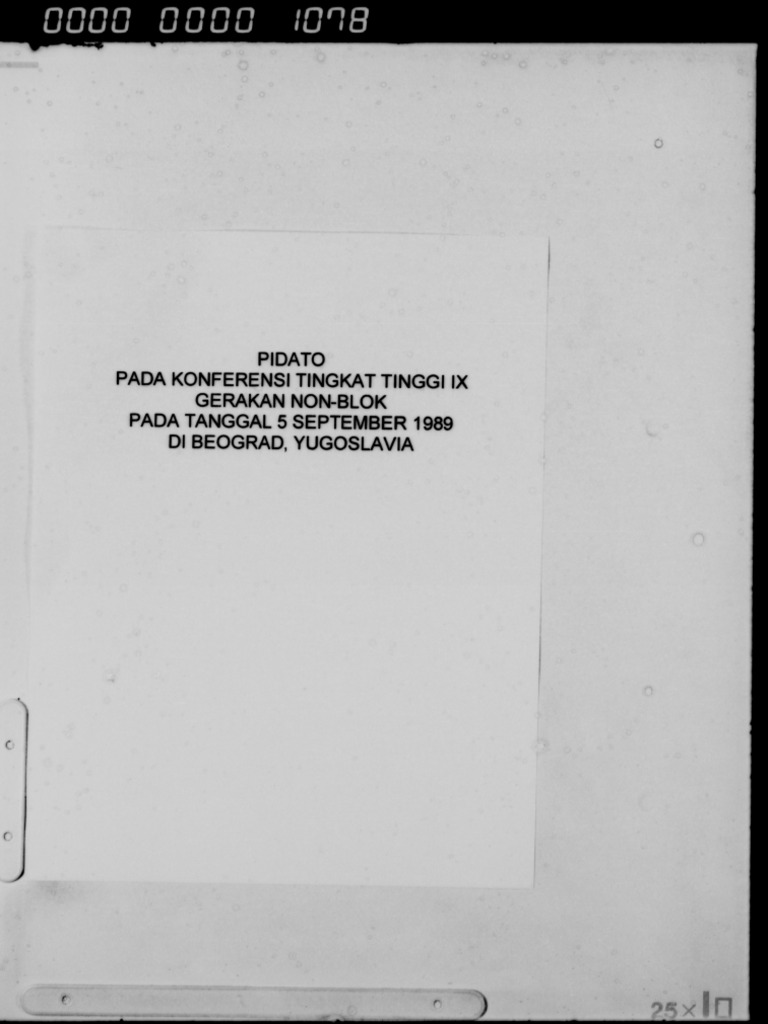 0000 0000 1078
PIDATO
PADA KONFERENSI TINGKAT TINGGI IX
GERAKAN NON-BLOK
PADA TANGGAL 5 SEPTEMBER 1989
DI BEOGRAD, YUGOSLAVIA
25×